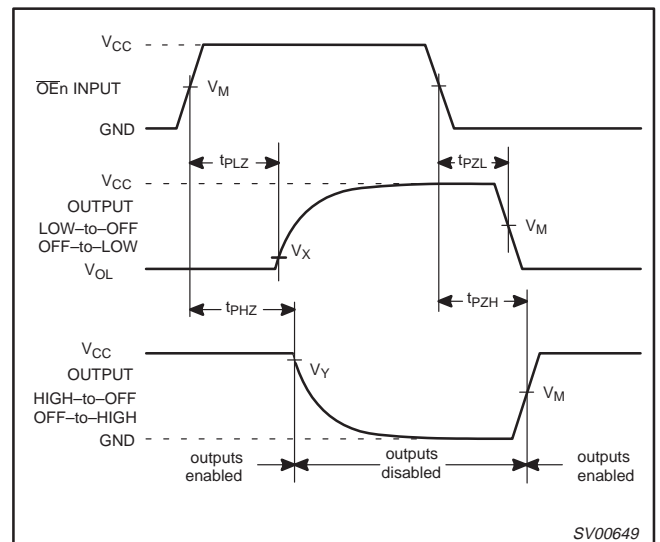 VCC
OEn INPUT
VM
GND
tPLZ
tPZL
VCC
OUTPUT
LOW–to–OFF
OFF–to–LOW
VM
VX
VOL
tPHZ
tPZH
VCC
OUTPUT
VY
HIGH–to–OFF
OFF–to–HIGH
VM
GND
outputs
enabled
outputs
disabled
outputs
enabled
SV00649